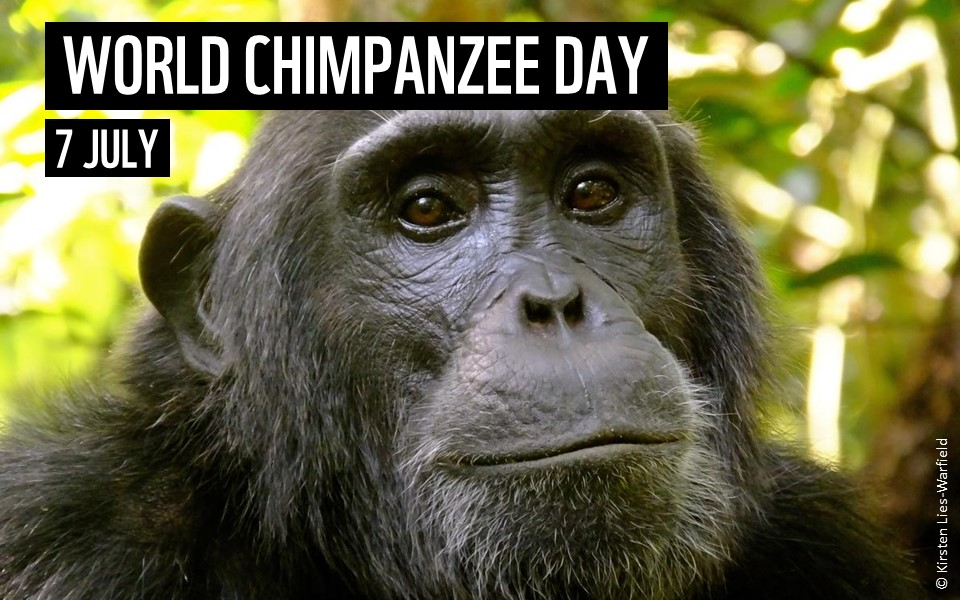 WORLD CHIMPANZEE DAY
7 JULY
© Kirsten Lies-Warfield